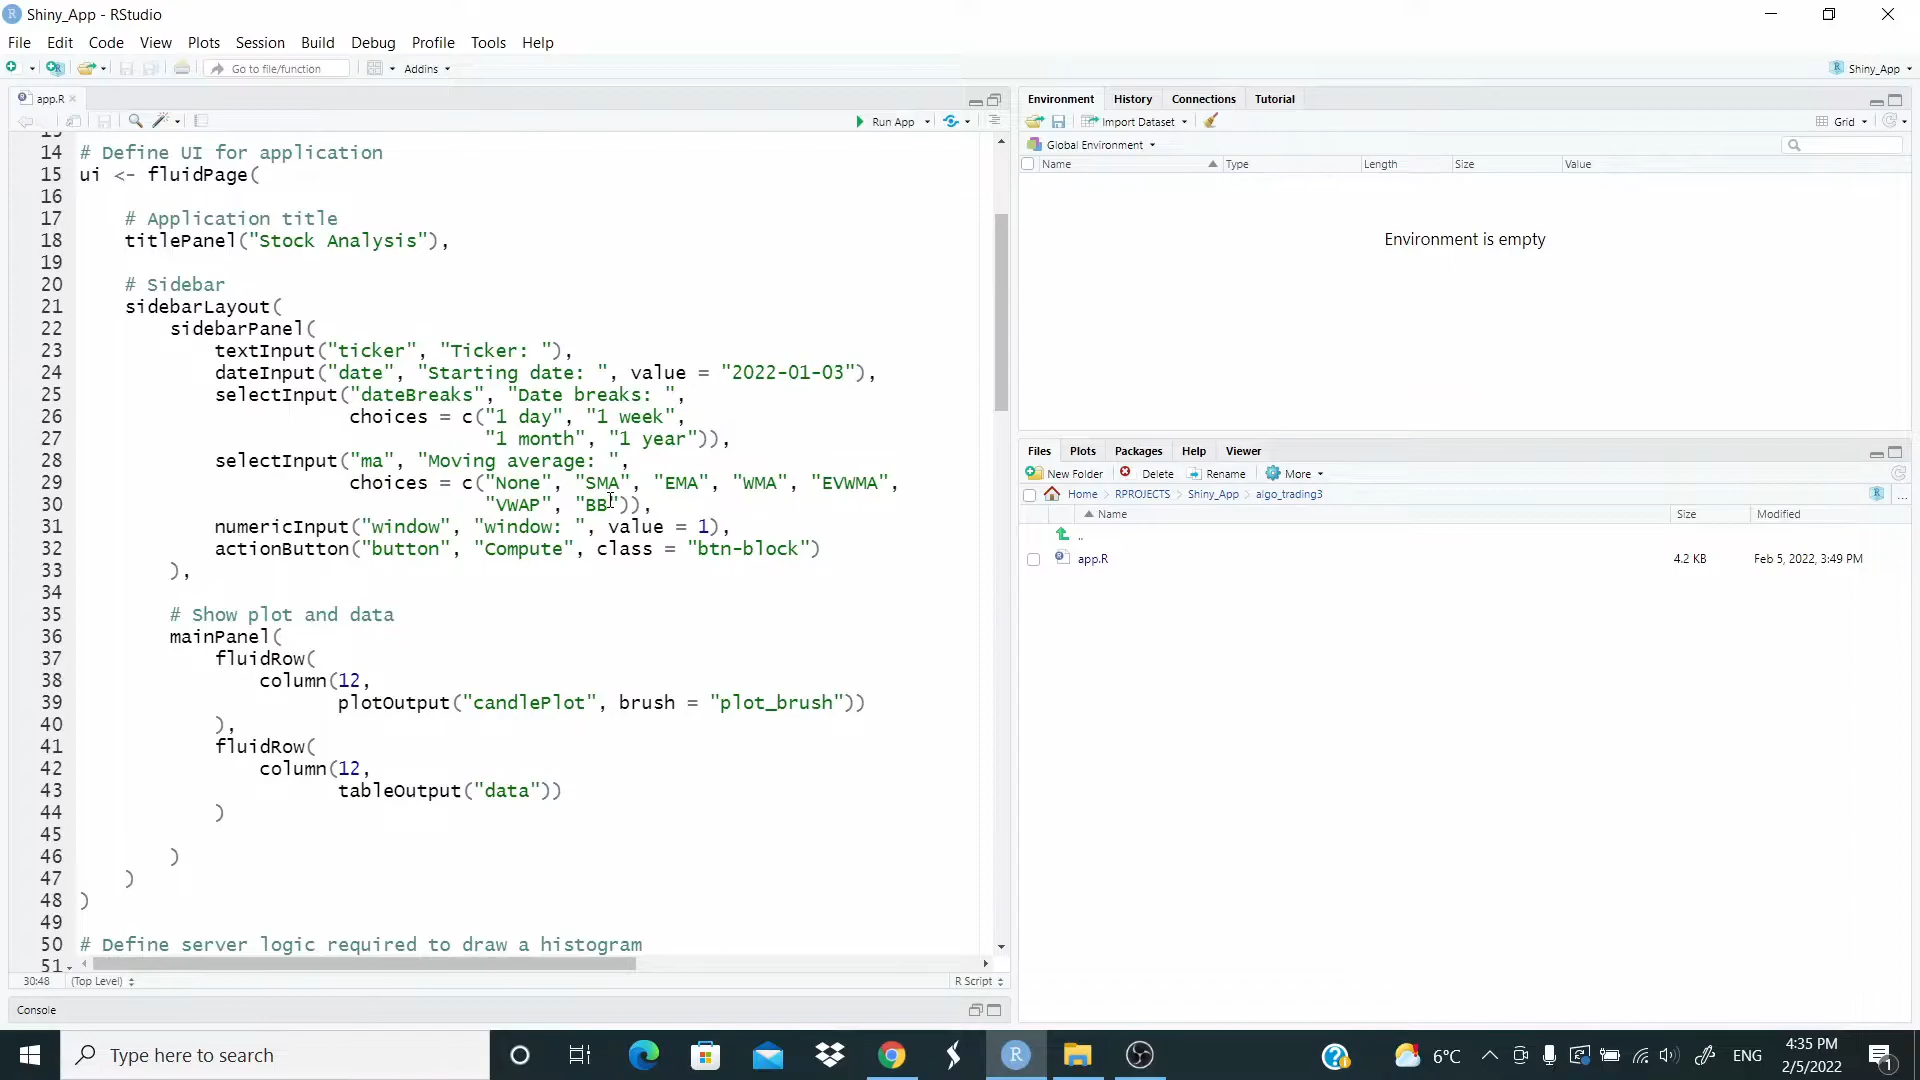 Shiny_App - RStudio
File Edit Code View Plots Session Build Debug Profile Tools Help
Go to file/function Addins Shiny_App
app.R
Run App
14 # Define UI for application
15 ui <- fluidPage(
16
17 # Application title
18 titlePanel("Stock Analysis"),
19
20 # Sidebar
21 sidebarLayout(
22 sidebarPanel(
23 textInput("ticker", "Ticker: "),
24 dateInput("date", "Starting date: ", value = "2022-01-03"),
25 selectInput("dateBreaks", "Date breaks: ",
26 choices = c("1 day", "1 week",
27 "1 month", "1 year")),
28 selectInput("ma", "Moving average: ",
29 choices = c("None", "SMA", "EMA", "WMA", "EVWMA",
30 "VWAP", "BB")),
31 numericInput("window", "window: ", value = 1),
32 actionButton("button", "Compute", class = "btn-block")
33 ),
34
35 # Show plot and data
36 mainPanel(
37 fluidRow(
38 column(12,
39 plotOutput("candlePlot", brush = "plot_brush"))
40 ),
41 fluidRow(
42 column(12,
43 tableOutput("data"))
44 )
45
46 )
47 )
48 )
49
50 # Define server logic required to draw a histogram
51
30:48 (Top Level) R Script
Console
Environment History Connections Tutorial
Import Dataset Grid
Global Environment
Name Type Length Size Value
Environment is empty
Files Plots Packages Help Viewer
New Folder Delete Rename More
Home RPROJECTS Shiny_App algo_trading3 ...
Name Size Modified
..
app.R 4.2 KB Feb 5, 2022, 3:49 PM
Type here to search
6°C ENG
4:35 PM
2/5/2022
1